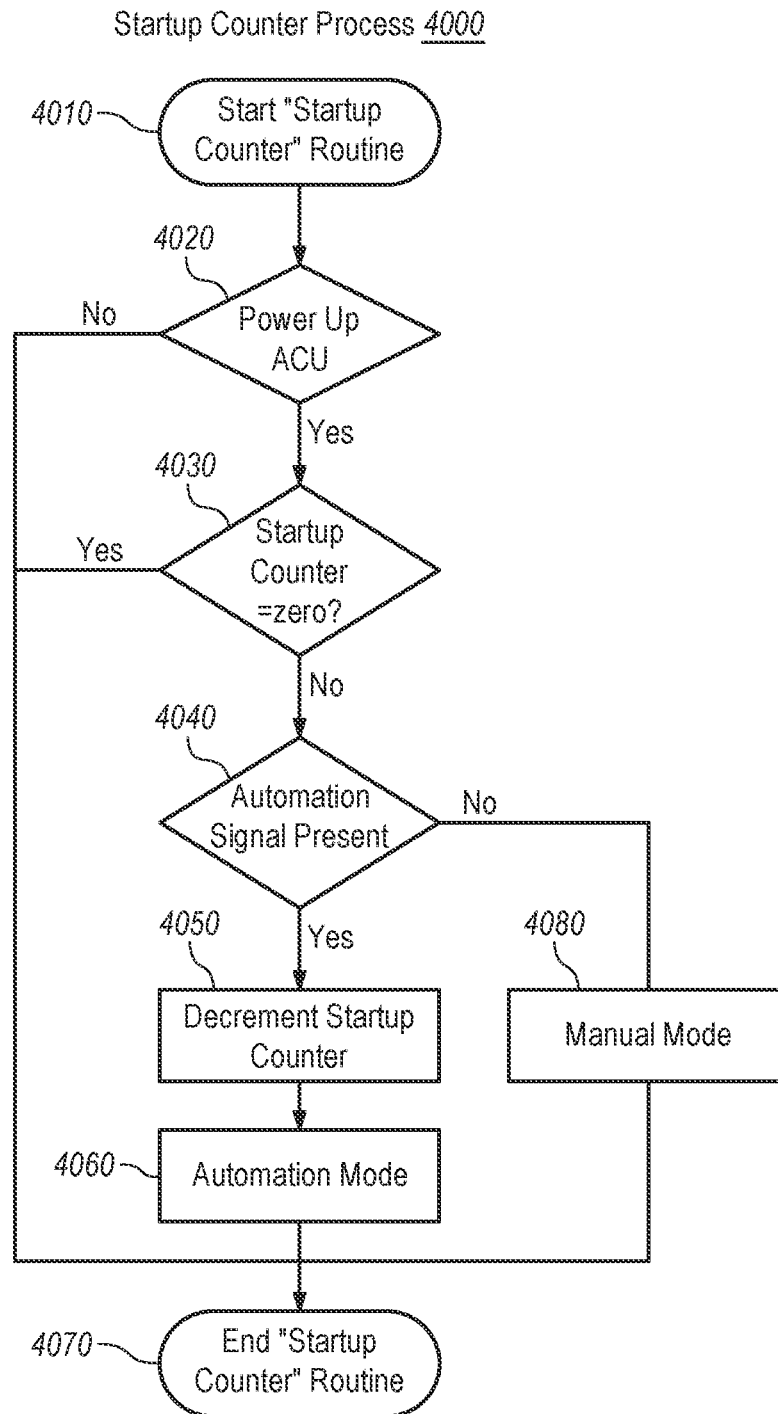 Startup Counter Process 4000
4010
Start "Startup
Counter" Routine
4020
No
Power Up
ACU
Yes
4030
Yes
Startup
Counter
=zero?
No
4040
Automation
Signal Present
No
4050
Yes
4080
Decrement Startup
Counter
Manual Mode
4060
Automation Mode
4070
End "Startup
Counter" Routine